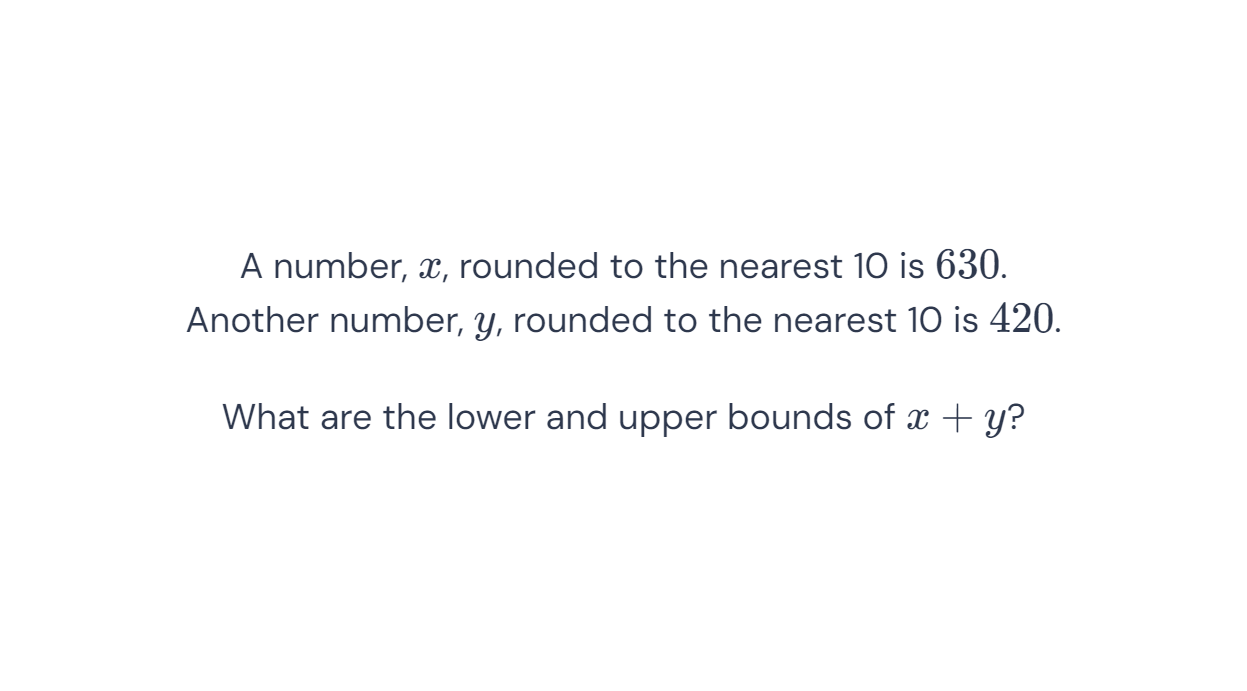 A number, x, rounded to the nearest 10 is 630.
Another number, y, rounded to the nearest 10 is 420.
What are the lower and upper bounds of x + y?